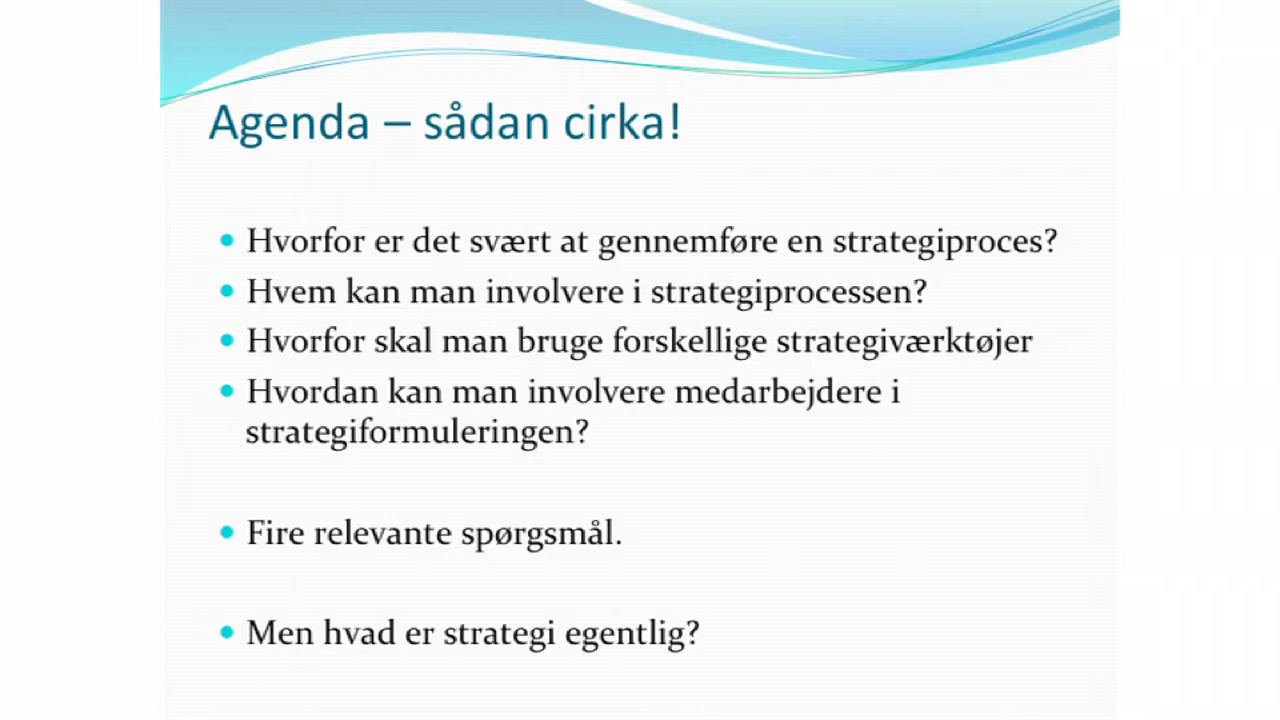 Agenda – sådan cirka!
• Hvorfor er det svært at gennemføre en strategiproces?
• Hvem kan man involvere i strategiprocessen?
• Hvorfor skal man bruge forskellige strategiværktøjer
• Hvordan kan man involvere medarbejdere i
strategiformuleringen?
• Fire relevante spørgsmål.
• Men hvad er strategi egentlig?